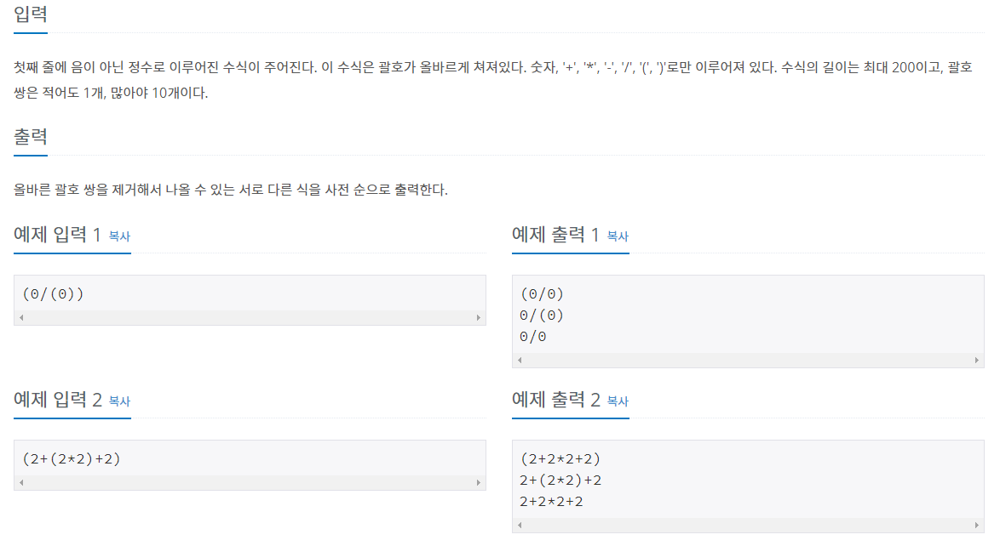 입력
첫째 줄에 음이 아닌 정수로 이루어진 수식이 주어진다. 이 수식은 괄호가 올바르게 쳐져있다. 숫자, '+', '*', '-', '/', '(', ')'로만 이루어져 있다. 수식의 길이는 최대 200이고, 괄호
쌍은 적어도 1개, 많아야 10개이다.
출력
올바른 괄호 쌍을 제거해서 나올 수 있는 서로 다른 식을 사전 순으로 출력한다.
예제 입력 1 복사
(0/(0))
예제 출력 1 복사
(0/0)
0/(0)
0/0
예제 입력 2 복사
(2+(2*2)+2)
예제 출력 2 복사
(2+2*2+2)
2+(2*2)+2
2+2*2+2